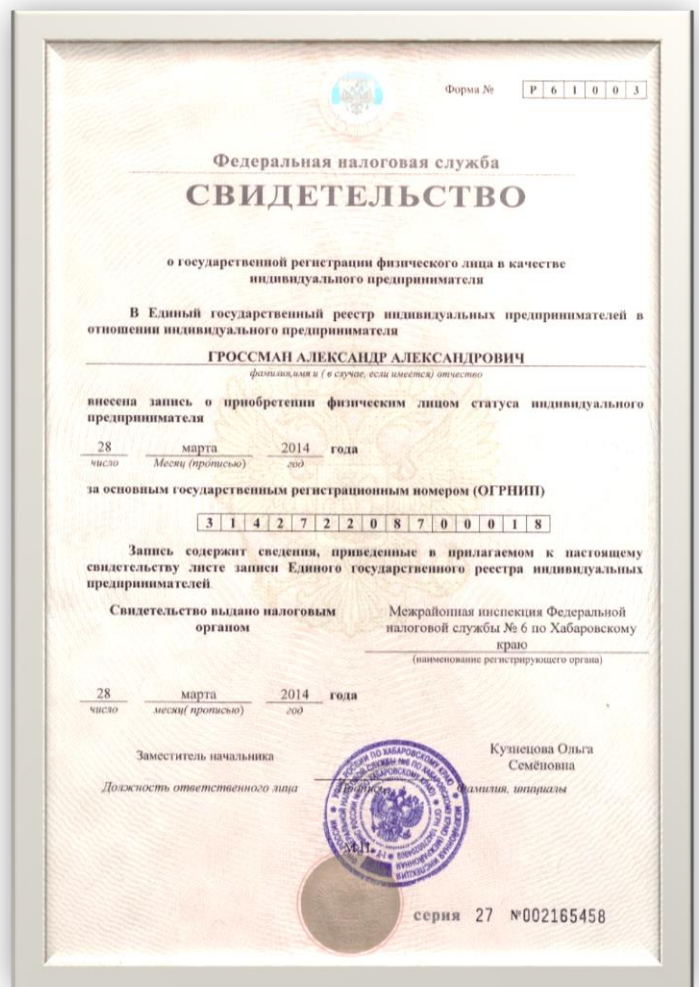 Форма № Р 6 1 0 0 3
Федеральная налоговая служба
СВИДЕТЕЛЬСТВО
о государственной регистрации физического лица в качестве
индивидуального предпринимателя
В Единый государственный реестр индивидуальных предпринимателей в
отношении индивидуального предпринимателя
ГРОССМАН АЛЕКСАНДР АЛЕКСАНДРОВИЧ
фамилия,имя и ( в случае, если имеется) отчество
внесена запись о приобретении физическим лицом статуса индивидуального
предпринимателя
28 марта 2014 года
число Месяц (прописью) год
за основным государственным регистрационным номером (ОГРНИП)
3 1 4 2 7 2 2 0 8 7 0 0 0 1 8
Запись содержит сведения, приведенные в прилагаемом к настоящему
свидетельству листе записи Единого государственного реестра индивидуальных
предпринимателей
Свидетельство выдано налоговым
органом
Межрайонная инспекция Федеральной
налоговой службы № 6 по Хабаровскому
краю
(наименование регистрирующего органа)
28 марта 2014 года
число месяц( прописью) год
Заместитель начальника
Кузнецова Ольга
Семёновна
Должность ответственного лица фамилия, инициалы
М.П.
серия 27 №002165458